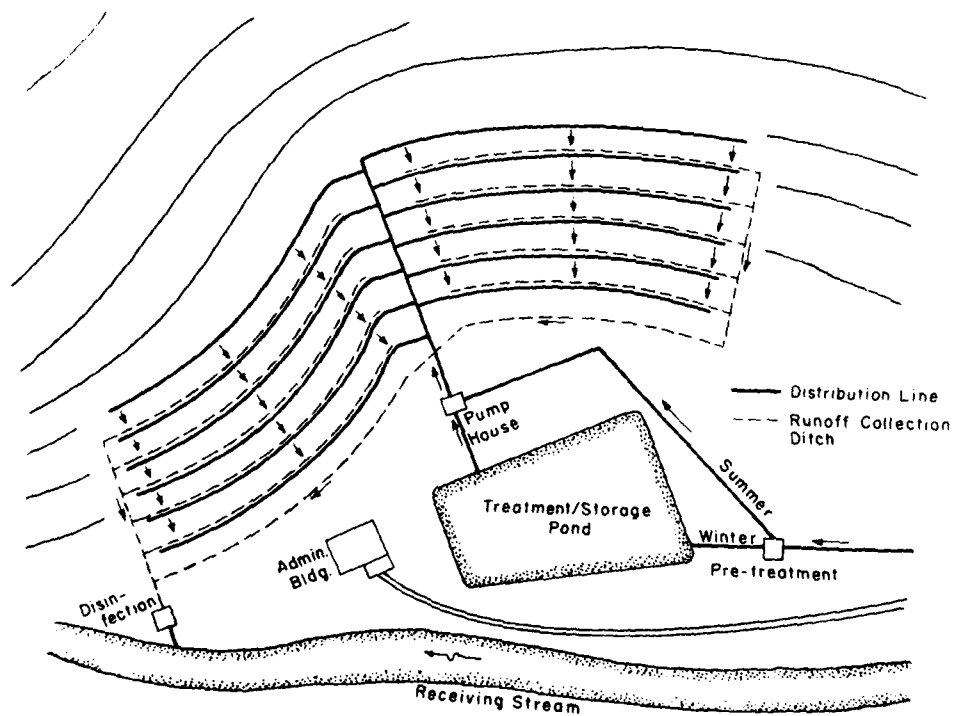 Distribution Line
Runoff Collection
Ditch
Pump
House
Summer
Treatment/Storage
Pond
Winter
Pre-treatment
Admin.
Bldg.
Disin-
fection
Receiving Stream